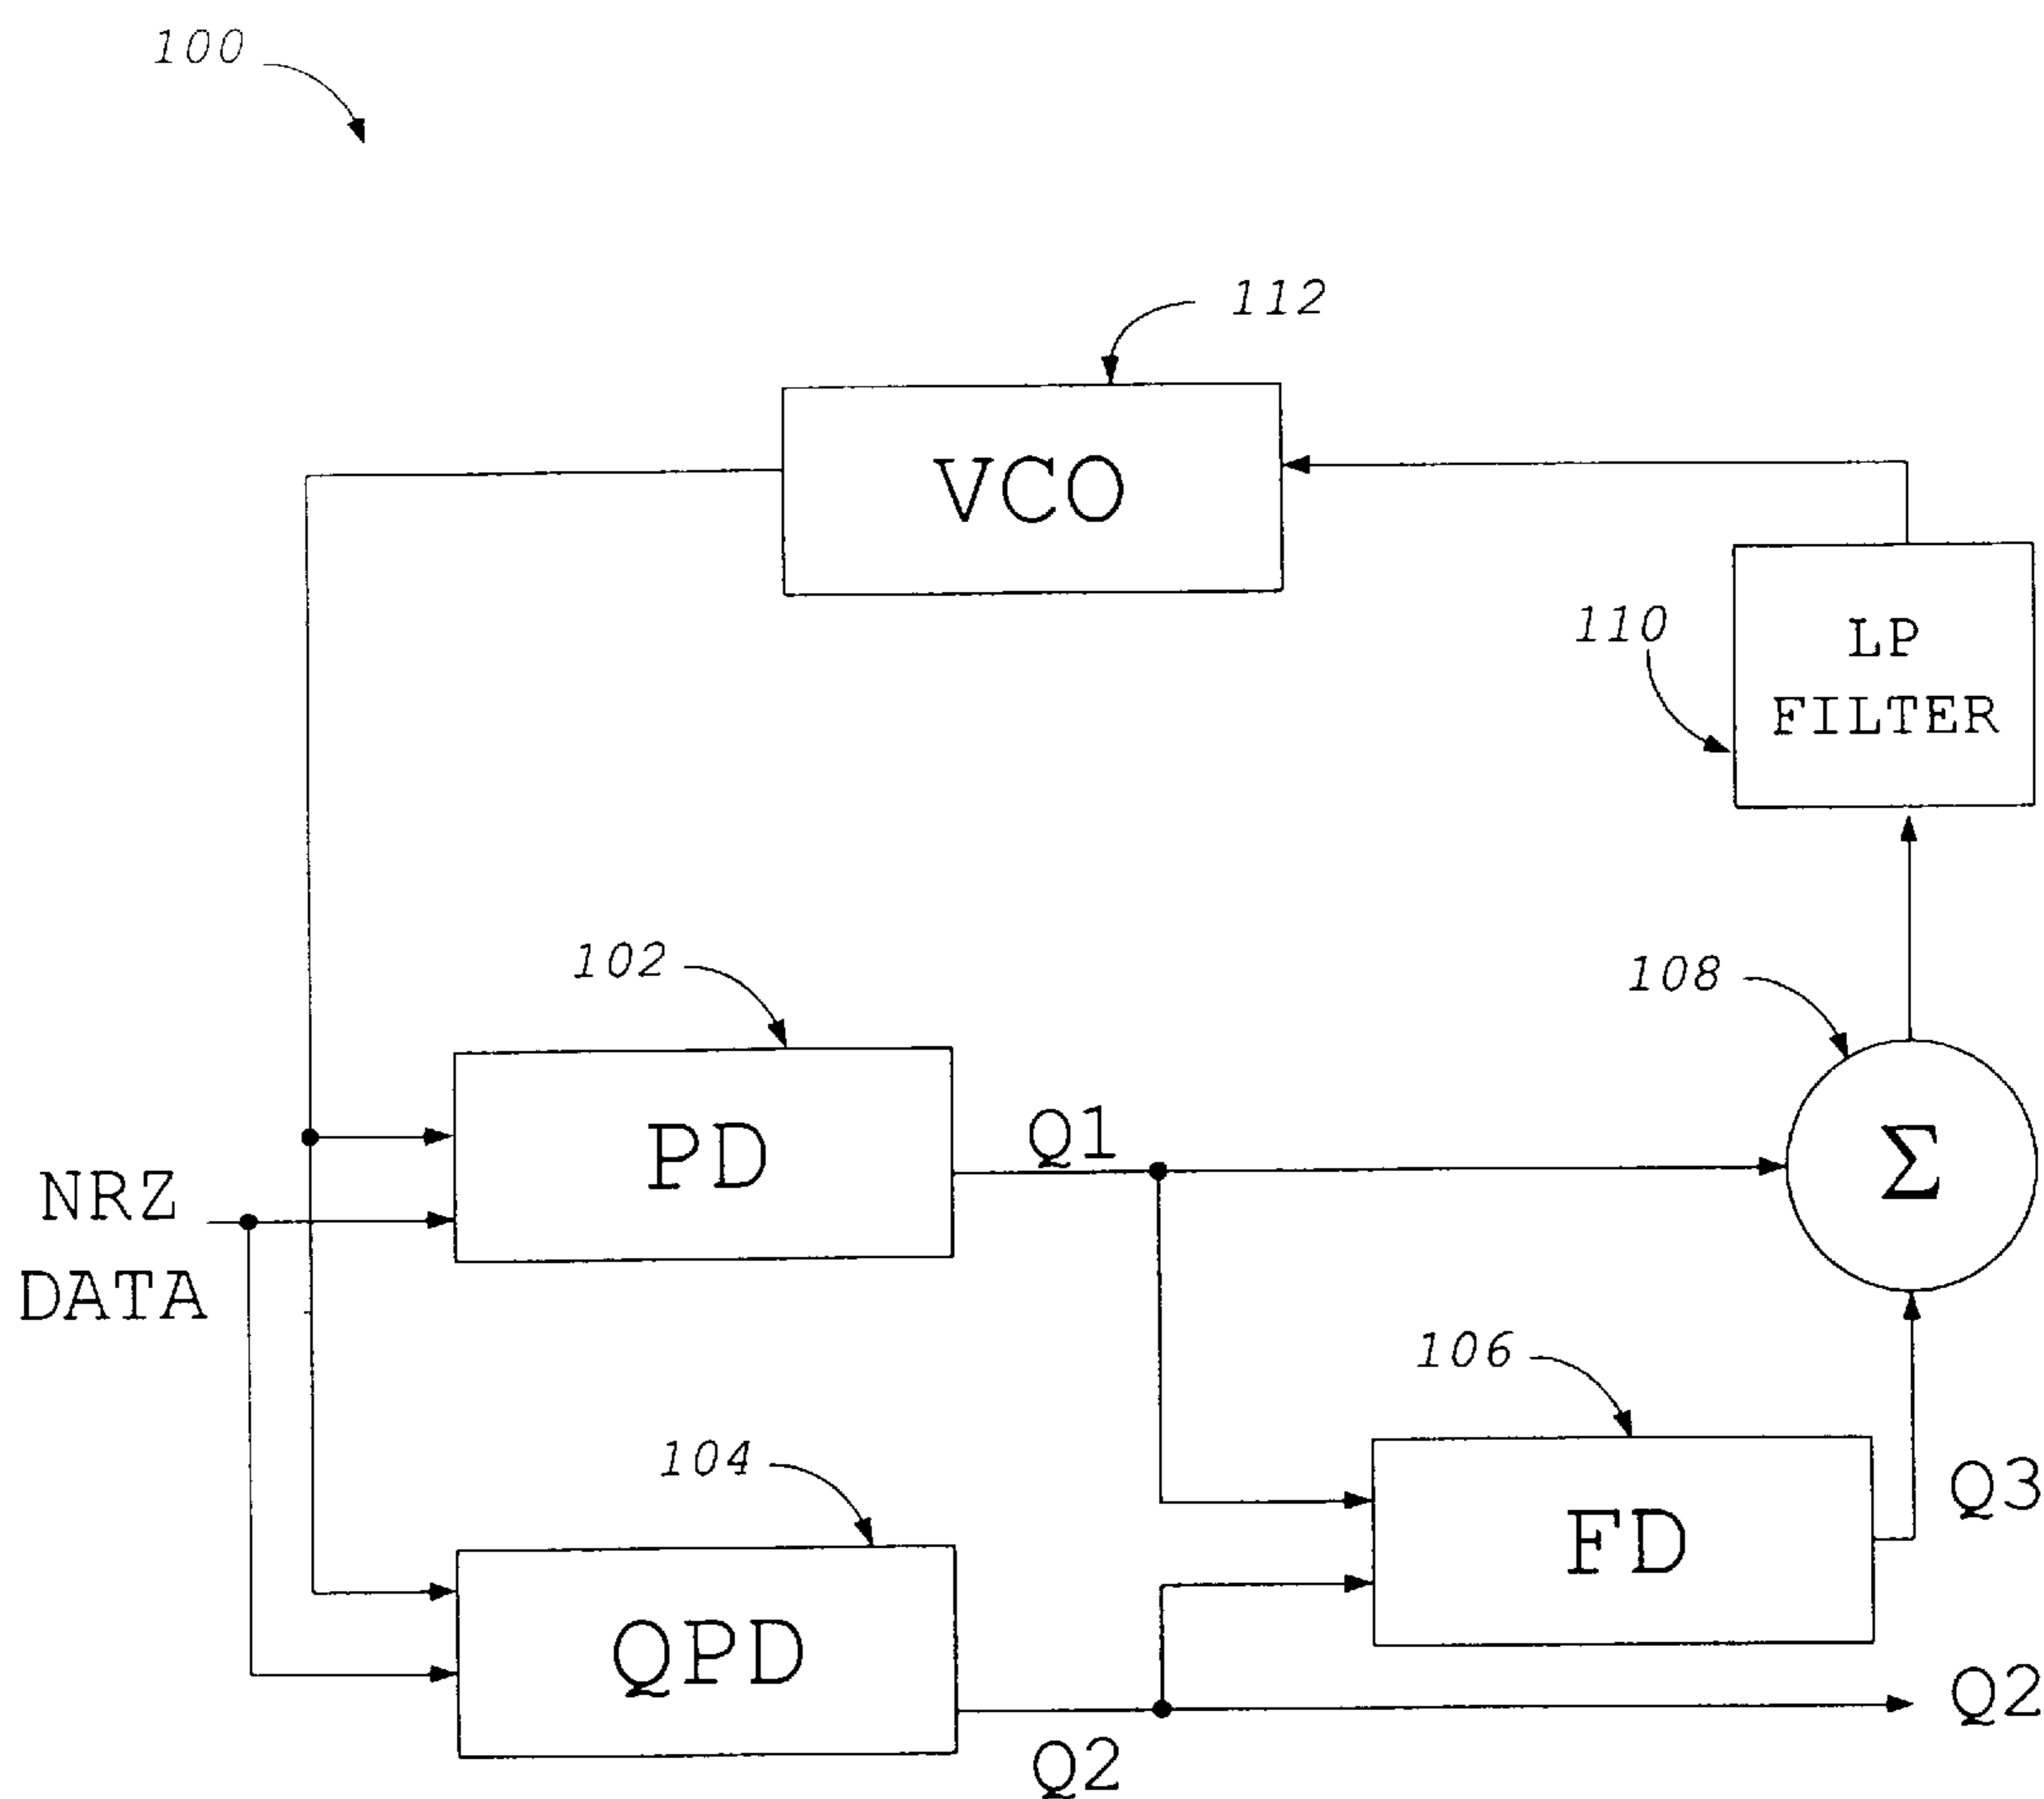 100
112
VCO
110
LP
FILTER
102
108
PD
Q1
Σ
NRZ
DATA
106
104
FD
Q3
QPD
Q2
Q2